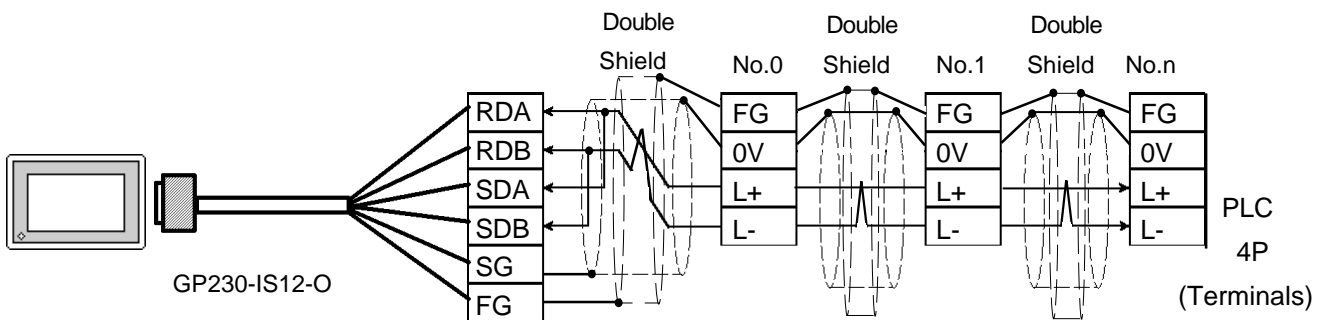 Double Double Double
Shield No.0 Shield No.1 Shield No.n
RDA FG FG FG
RDB 0V 0V 0V
SDA L+ L+ L+
SDB L- L- L-
SG
FG
PLC
4P
(Terminals)
GP230-IS12-O